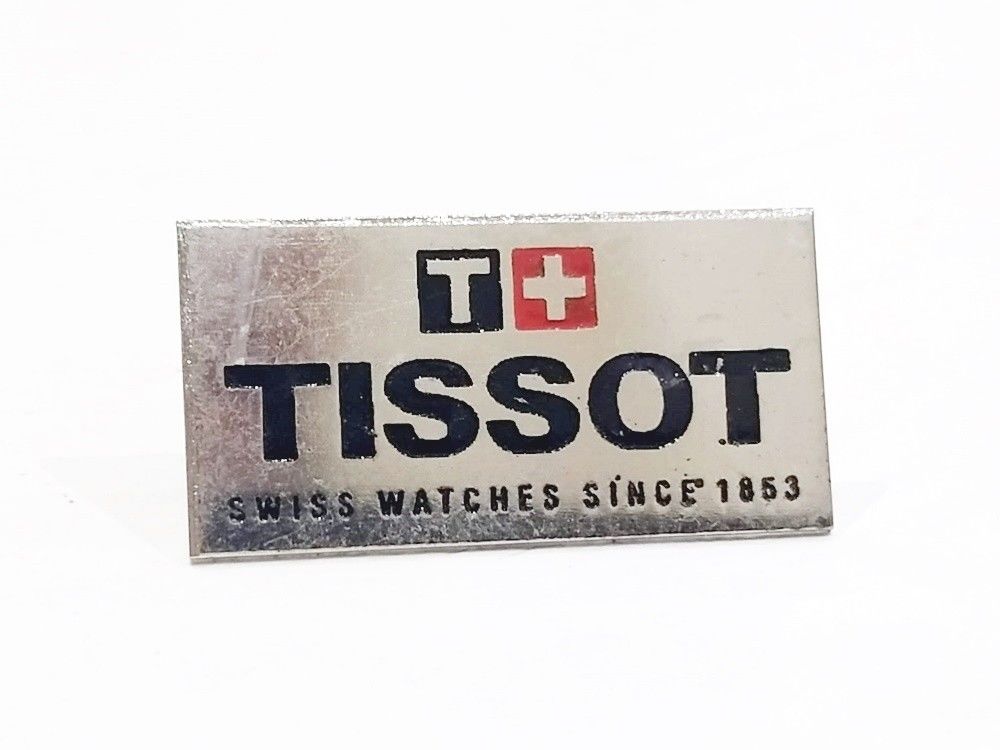 T+
TISSOT
SWISS WATCHES SINCE 1853